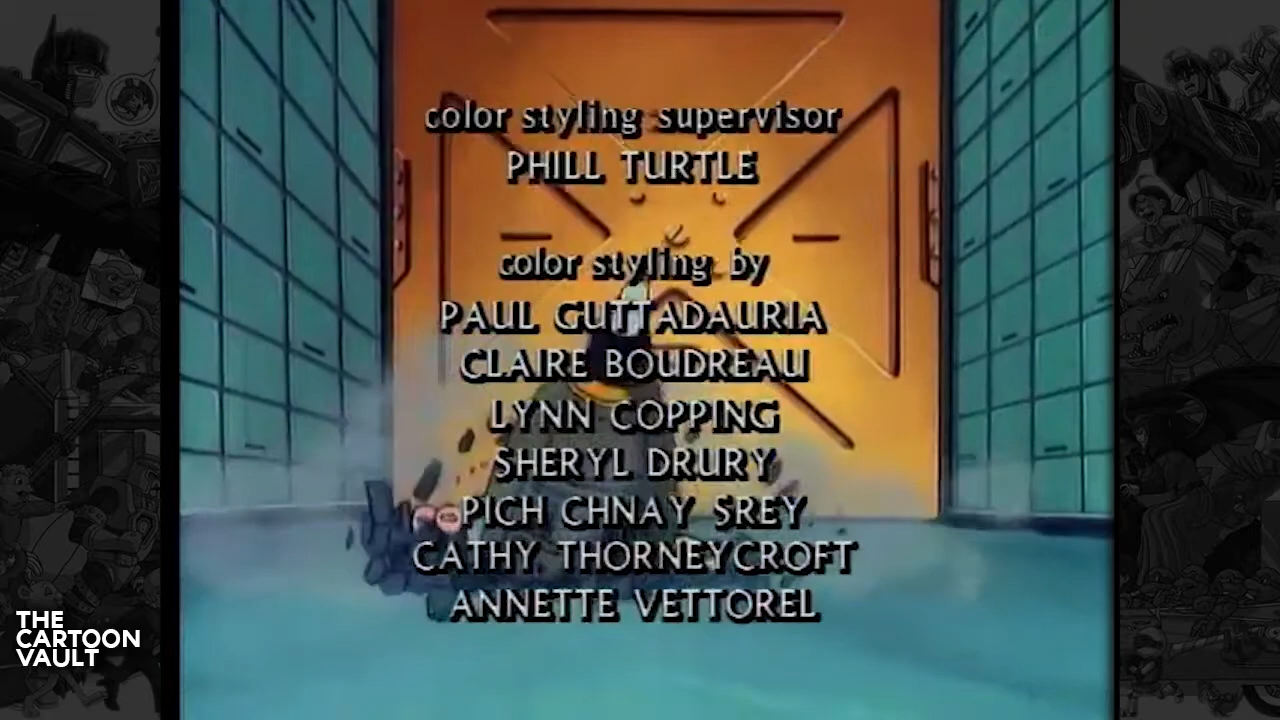 color styling supervisor
PHILL TURTLE
color styling by
PAUL GUTTADAURIA
CLAIRE BOUDREAU
LYNN COPPING
SHERYL DRURY
PICH CHNAY SREY
CATHY THORNEYCROFT
ANNETTE VETTOREL
THE
CARTOON
VAULT